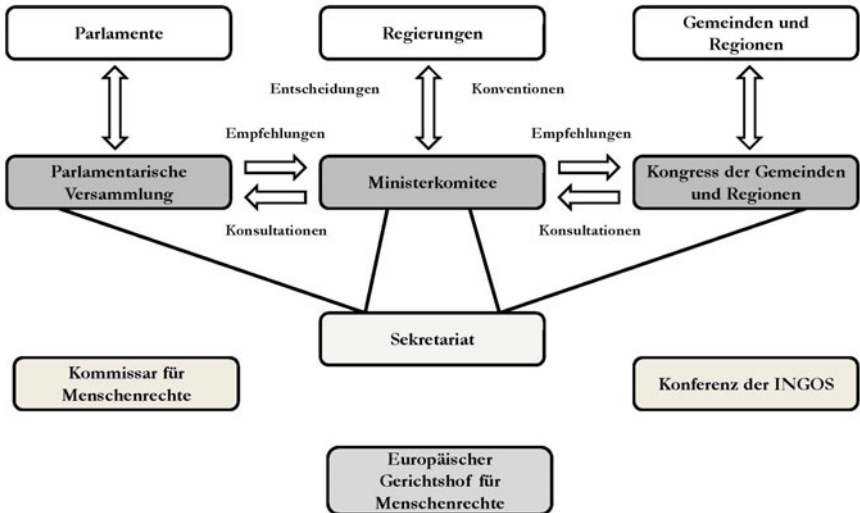 Parlamente
Regierungen
Gemeinden und
Regionen
Entscheidungen
Konventionen
Empfehlungen
Empfehlungen
Parlamentarische
Versammlung
Ministerkomitee
Kongress der Gemeinden
und Regionen
Konsultationen
Konsultationen
Sekretariat
Kommissar für
Menschenrechte
Konferenz der INGOS
Europäischer
Gerichtshof für
Menschenrechte